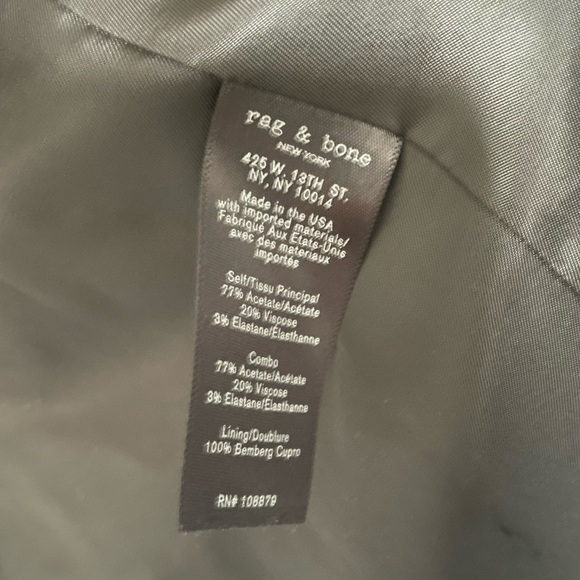 rag & bone
NEW YORK
425 W. 13TH ST.
NY, NY 10014
Made in the USA
with imported materials/
Fabriqué Aux Etats-Unis
avec des materiaux
importés
Self/Tissu Principal
77% Acetate/Acétate
20% Viscose
3% Elastane/Elasthanne
Combo
77% Acetate/Acétate
20% Viscose
3% Elastane/Elasthanne
Lining/Doublure
100% Bemberg Cupro
RN# 108879